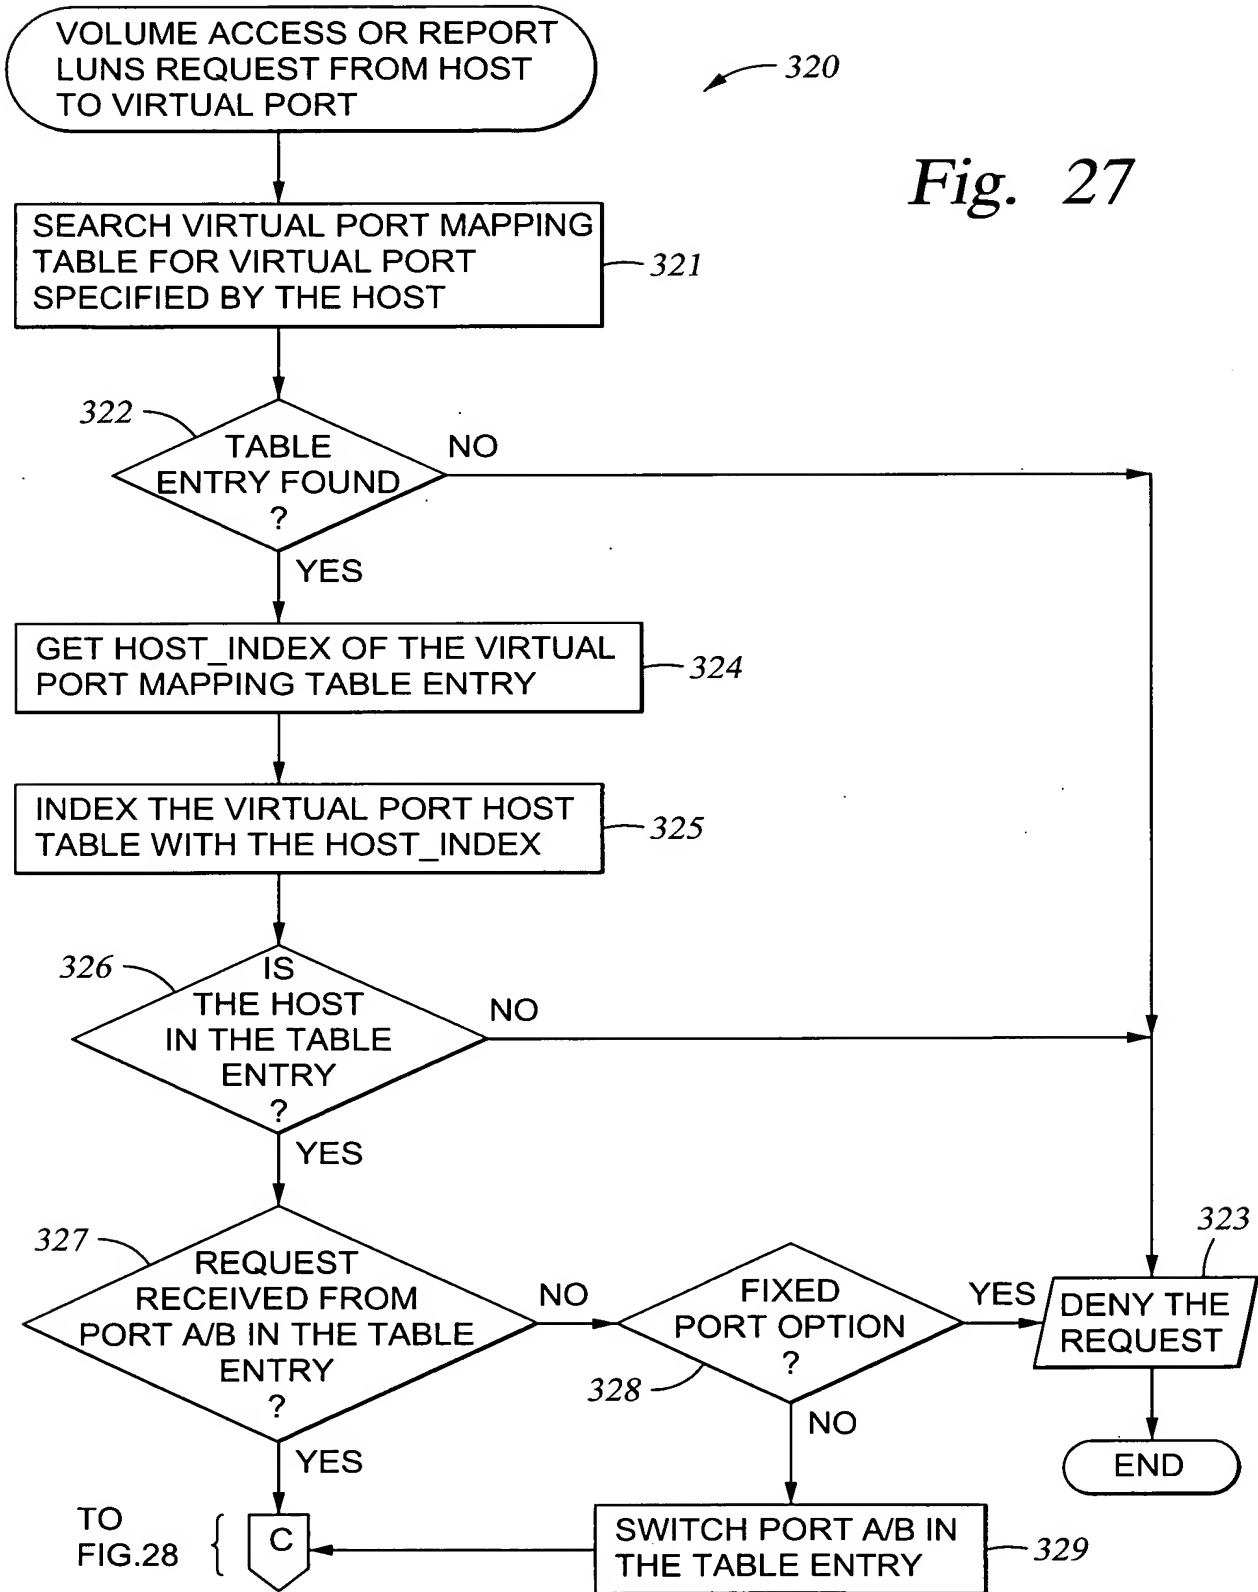 VOLUME ACCESS OR REPORT
LUNS REQUEST FROM HOST
TO VIRTUAL PORT
320
Fig. 27
SEARCH VIRTUAL PORT MAPPING
TABLE FOR VIRTUAL PORT
SPECIFIED BY THE HOST
321
322
TABLE
ENTRY FOUND
?
NO
YES
GET HOST_INDEX OF THE VIRTUAL
PORT MAPPING TABLE ENTRY
324
INDEX THE VIRTUAL PORT HOST
TABLE WITH THE HOST_INDEX
325
326
IS
THE HOST
IN THE TABLE
ENTRY
?
NO
YES
327
REQUEST
RECEIVED FROM
PORT A/B IN THE TABLE
ENTRY
?
NO
YES
FIXED
PORT OPTION
?
328
YES
NO
323
DENY THE
REQUEST
END
TO
FIG.28
C
SWITCH PORT A/B IN
THE TABLE ENTRY
329